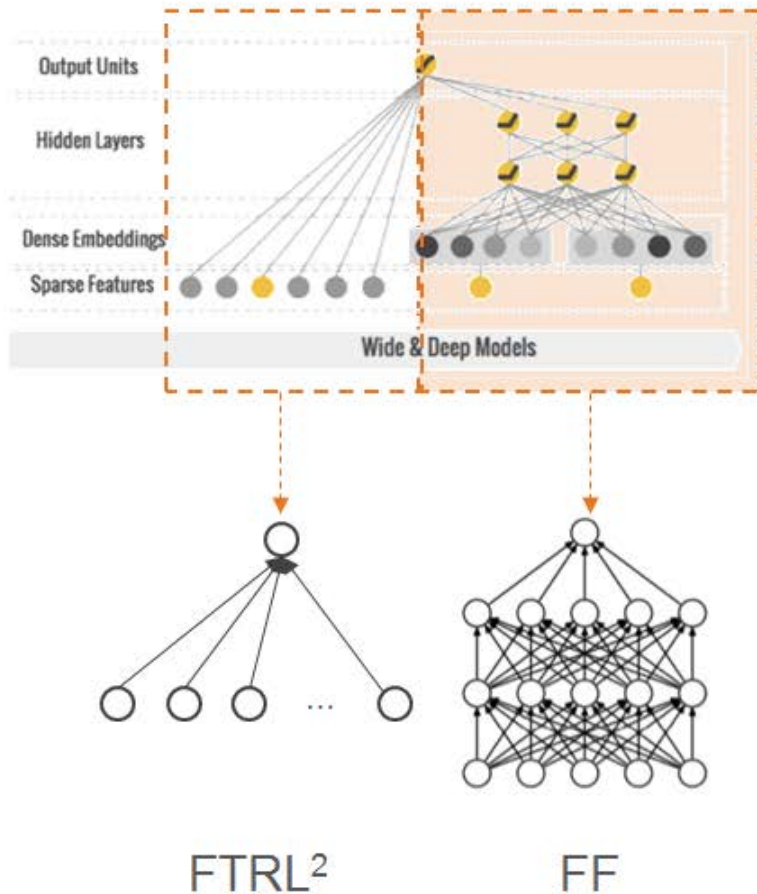 Output Units
Hidden Layers
Dense Embeddings
Sparse Features
Wide & Deep Models
...
FTRL²
FF